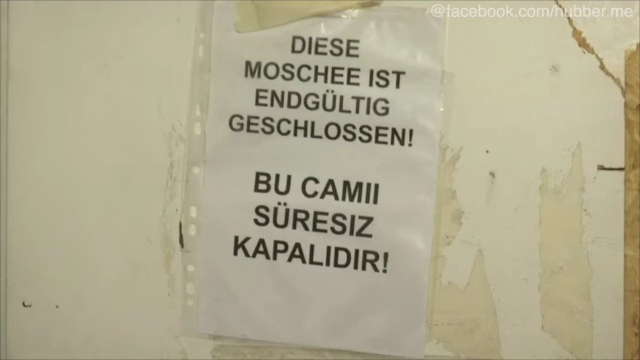 @facebook.com/hubber.me
DIESE
MOSCHEE IST
ENDGÜLTIG
GESCHLOSSEN!
BU CAMII
SÜRESIZ
KAPALIDIR!